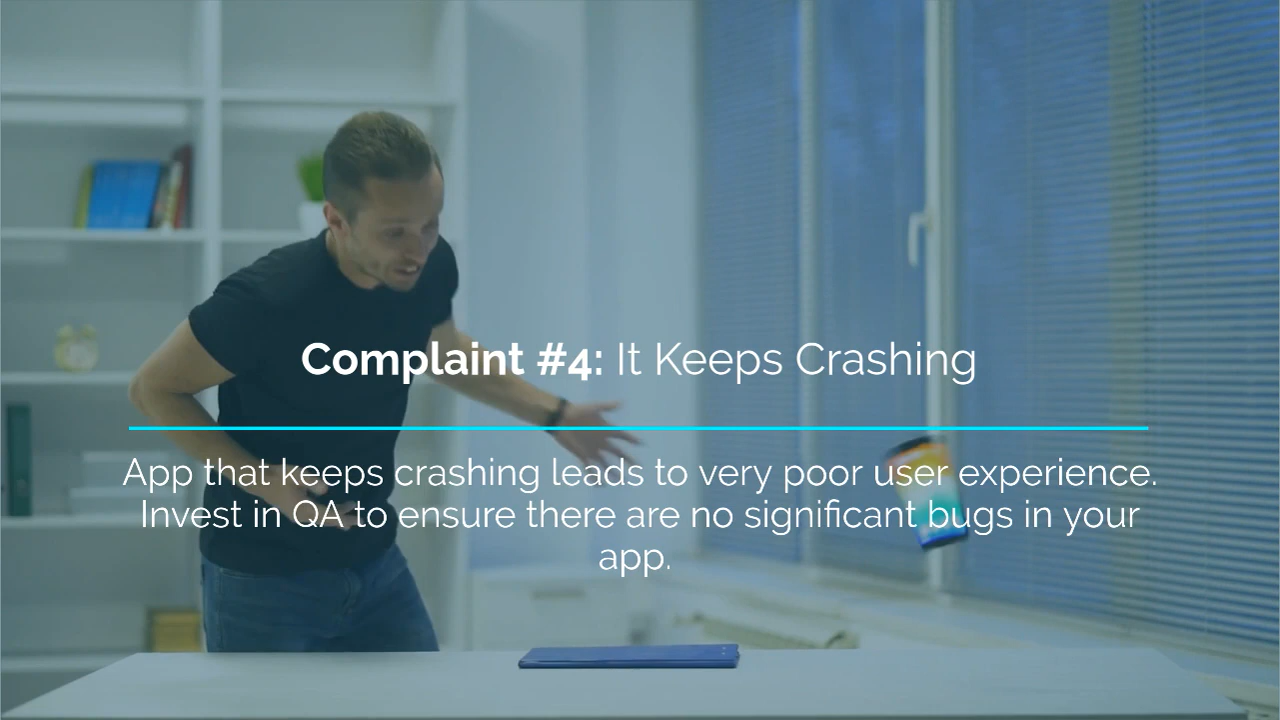 Complaint #4: It Keeps Crashing
App that keeps crashing leads to very poor user experience.
Invest in QA to ensure there are no significant bugs in your
app.